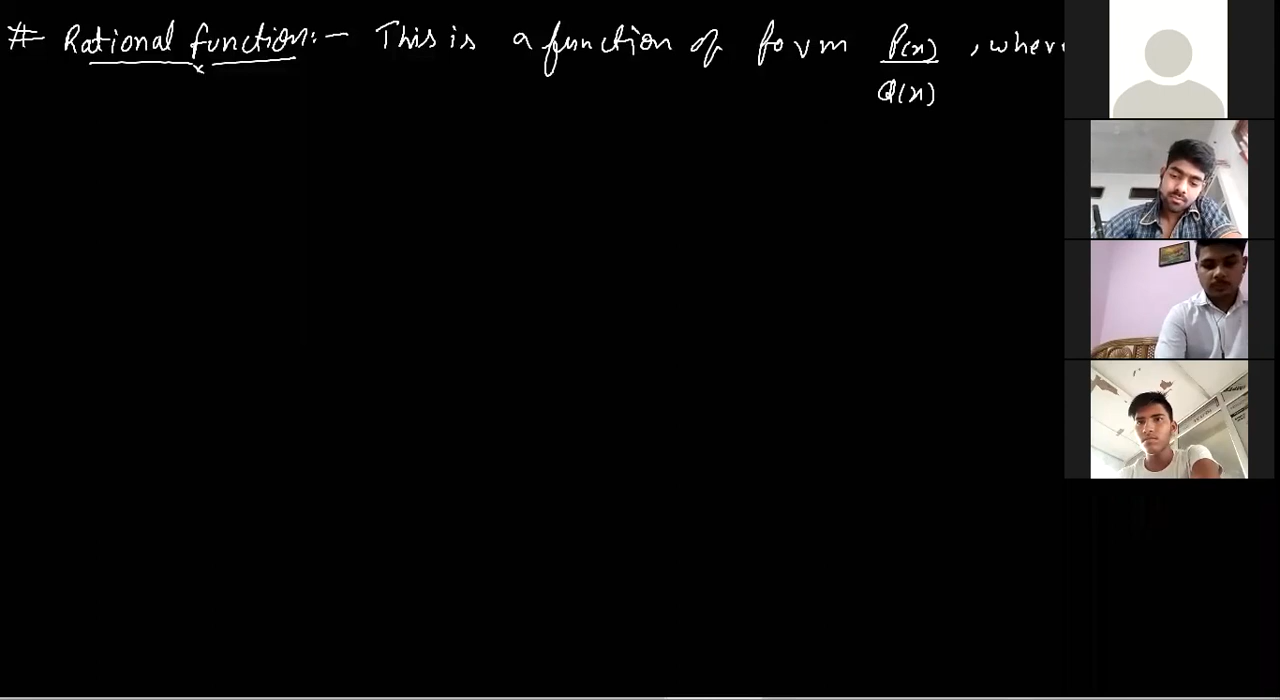 # Rational function:- This is a function of form P(x)/Q(x), where